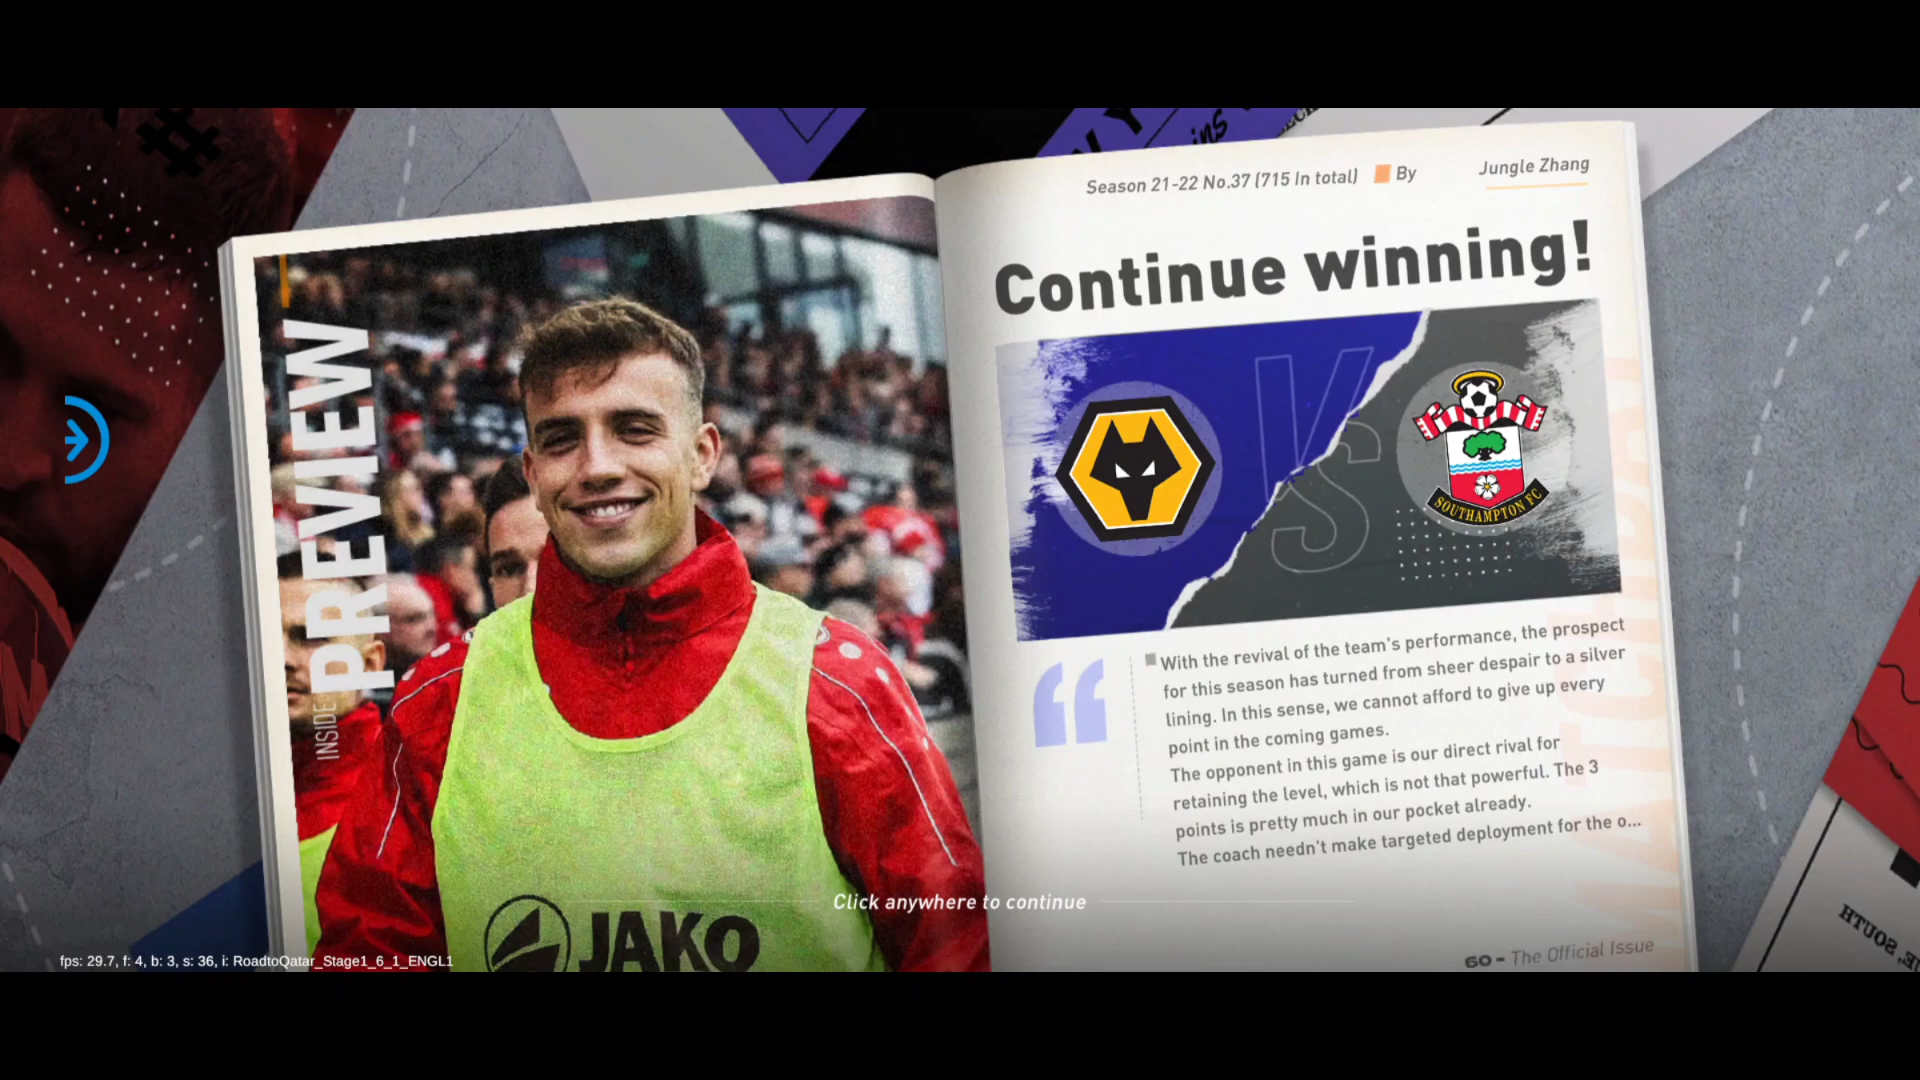 Season 21-22 No.37 (715 In total) By Jungle Zhang
Continue winning!
VS
SOUTHAMPTON FC
INSIDE PREVIEW
With the revival of the team's performance, the prospect
for this season has turned from sheer despair to a silver
lining. In this sense, we cannot afford to give up every
point in the coming games.
The opponent in this game is our direct rival for
retaining the level, which is not that powerful. The 3
points is pretty much in our pocket already.
The coach needn't make targeted deployment for the o...
MATCHDAY
JAKO
Click anywhere to continue
60 - The Official Issue
fps: 29.7, f: 4, b: 3, s: 36, i: RoadtoQatar_Stage1_6_1_ENGL1